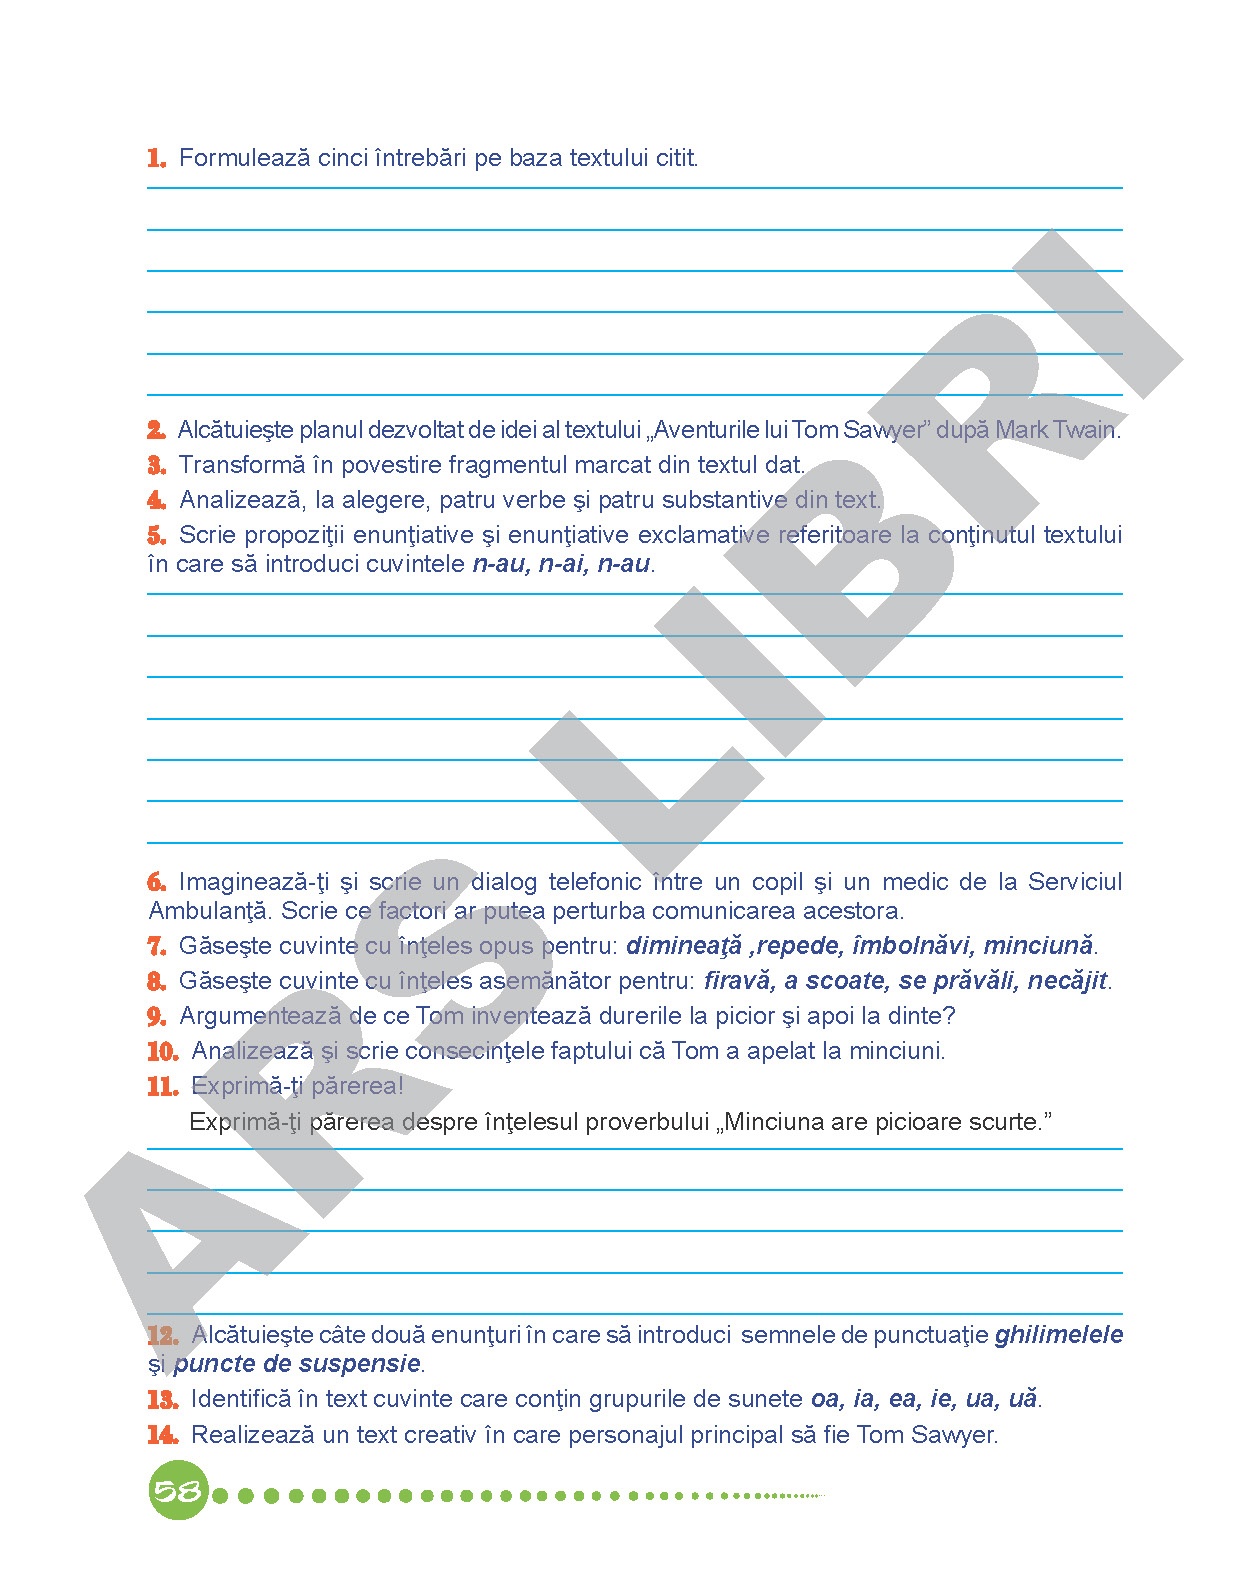 1. Formulează cinci întrebări pe baza textului citit.
2. Alcătuieşte planul dezvoltat de idei al textului „Aventurile lui Tom Sawyer” după Mark Twain.
3. Transformă în povestire fragmentul marcat din textul dat.
4. Analizează, la alegere, patru verbe şi patru substantive din text.
5. Scrie propoziţii enunţiative şi enunţiative exclamative referitoare la conţinutul textului
în care să introduci cuvintele n-au, n-ai, n-au.
6. Imaginează-ţi şi scrie un dialog telefonic între un copil şi un medic de la Serviciul
Ambulanţă. Scrie ce factori ar putea perturba comunicarea acestora.
7. Găseşte cuvinte cu înţeles opus pentru: dimineaţă ,repede, îmbolnăvi, minciună.
8. Găseşte cuvinte cu înţeles asemănător pentru: firavă, a scoate, se prăvăli, necăjit.
9. Argumentează de ce Tom inventează durerile la picior şi apoi la dinte?
10. Analizează şi scrie consecinţele faptului că Tom a apelat la minciuni.
11. Exprimă-ţi părerea!
Exprimă-ţi părerea despre înţelesul proverbului „Minciuna are picioare scurte.”
12. Alcătuieşte câte două enunţuri în care să introduci semnele de punctuaţie ghilimelele
şi puncte de suspensie.
13. Identifică în text cuvinte care conţin grupurile de sunete oa, ia, ea, ie, ua, uă.
14. Realizează un text creativ în care personajul principal să fie Tom Sawyer.
58
ARS LIBRI